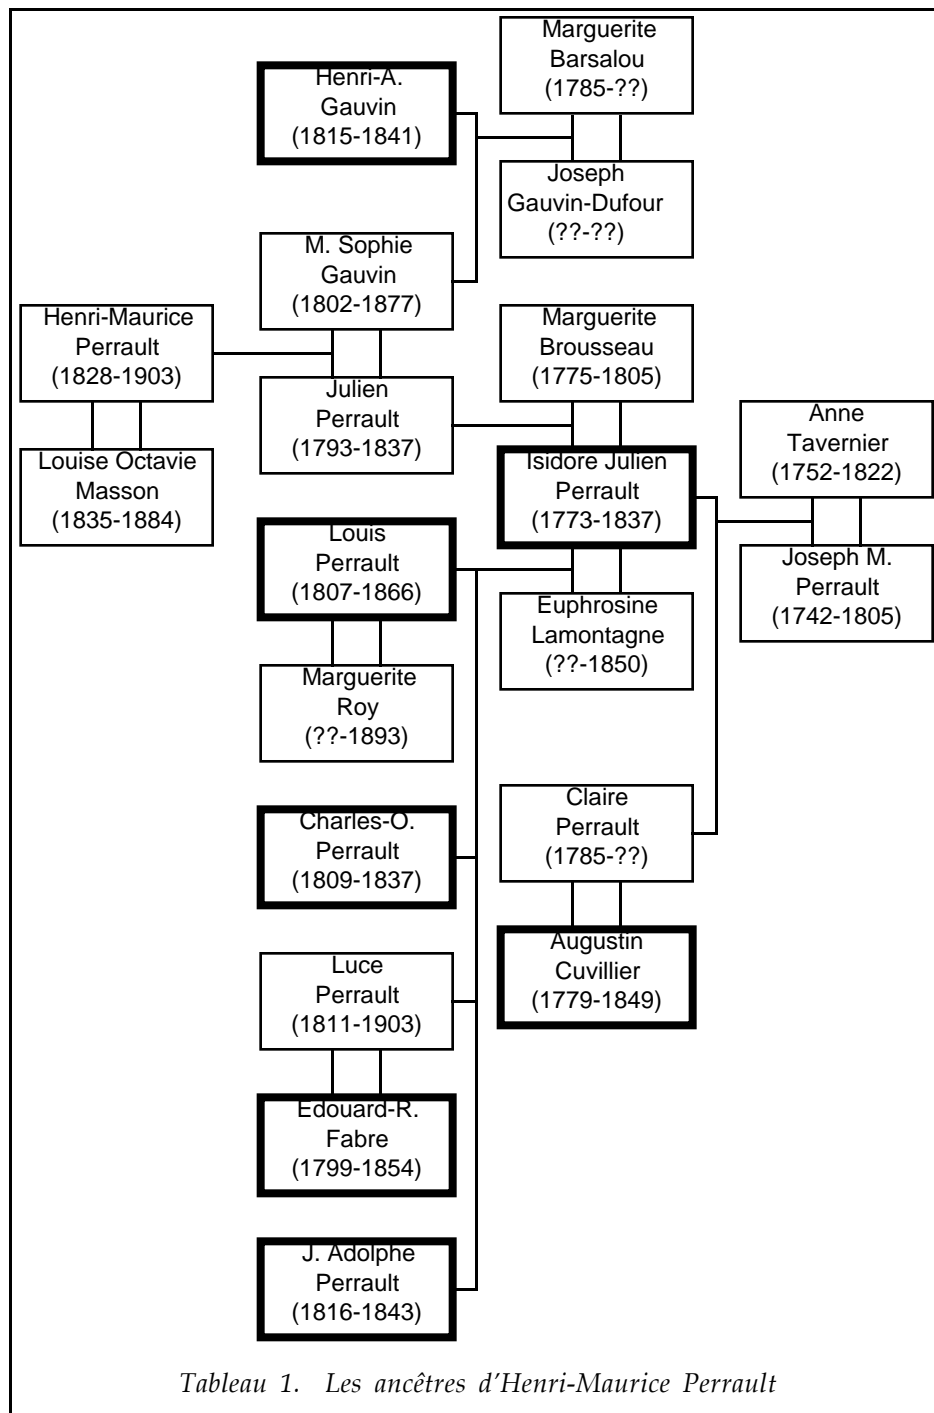 Marguerite
Barsalou
(1785-??)
Henri-A.
Gauvin
(1815-1841)
Joseph
Gauvin-Dufour
(??-??)
M. Sophie
Gauvin
(1802-1877)
Henri-Maurice
Perrault
(1828-1903)
Marguerite
Brousseau
(1775-1805)
Julien
Perrault
(1793-1837)
Anne
Tavernier
(1752-1822)
Louise Octavie
Masson
(1835-1884)
Isidore Julien
Perrault
(1773-1837)
Louis
Perrault
(1807-1866)
Joseph M.
Perrault
(1742-1805)
Euphrosine
Lamontagne
(??-1850)
Marguerite
Roy
(??-1893)
Charles-O.
Perrault
(1809-1837)
Claire
Perrault
(1785-??)
Luce
Perrault
(1811-1903)
Augustin
Cuvillier
(1779-1849)
Edouard-R.
Fabre
(1799-1854)
J. Adolphe
Perrault
(1816-1843)
Tableau 1. Les ancêtres d'Henri-Maurice Perrault